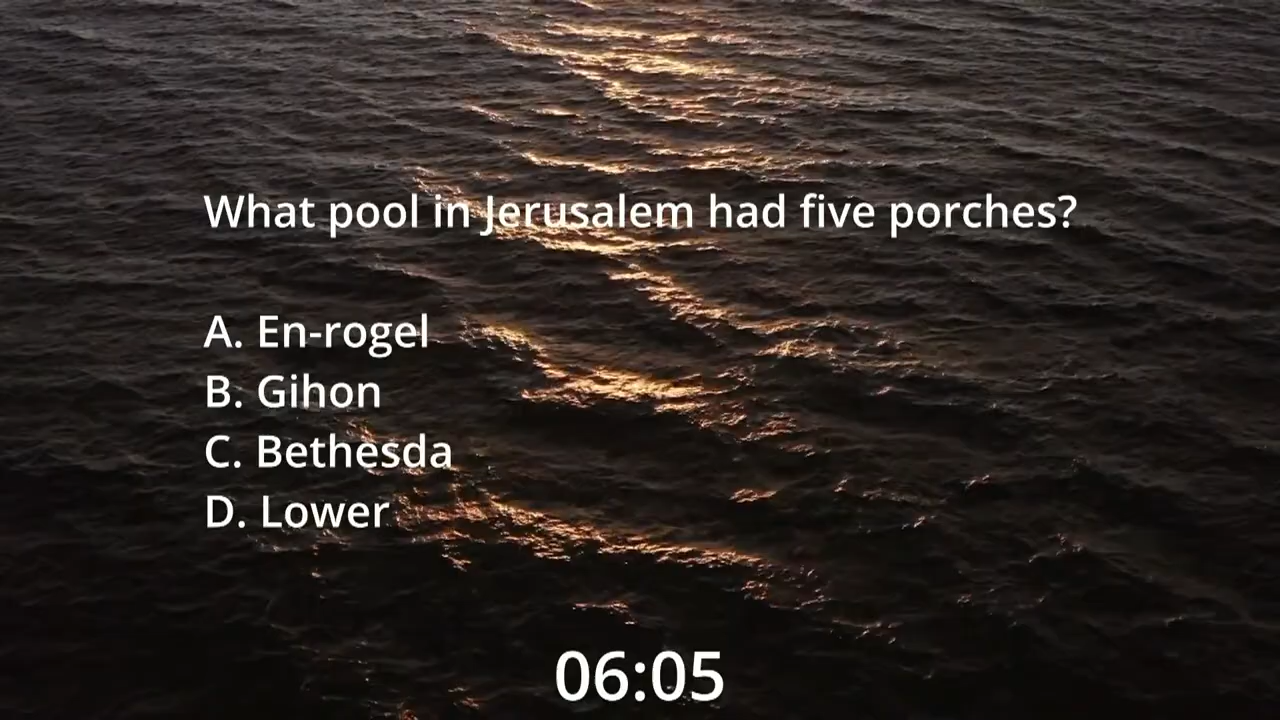 What pool in Jerusalem had five porches?
A. En-rogel
B. Gihon
C. Bethesda
D. Lower
06:05